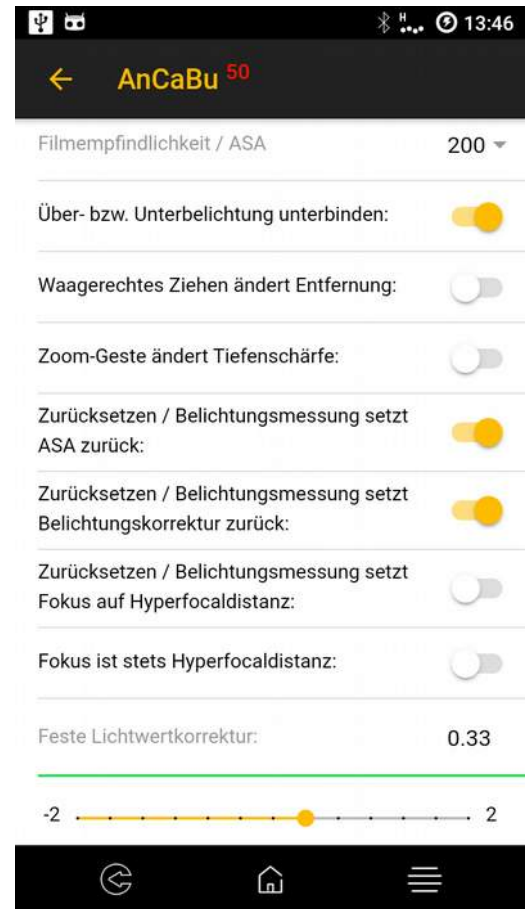 H 13:46
AnCaBu 50
Filmempfindlichkeit / ASA 200
Über- bzw. Unterbelichtung unterbinden:
Waagerechtes Ziehen ändert Entfernung:
Zoom-Geste ändert Tiefenschärfe:
Zurücksetzen / Belichtungsmessung setzt
ASA zurück:
Zurücksetzen / Belichtungsmessung setzt
Belichtungskorrektur zurück:
Zurücksetzen / Belichtungsmessung setzt
Fokus auf Hyperfocaldistanz:
Fokus ist stets Hyperfocaldistanz:
Feste Lichtwertkorrektur: 0.33
-2 2